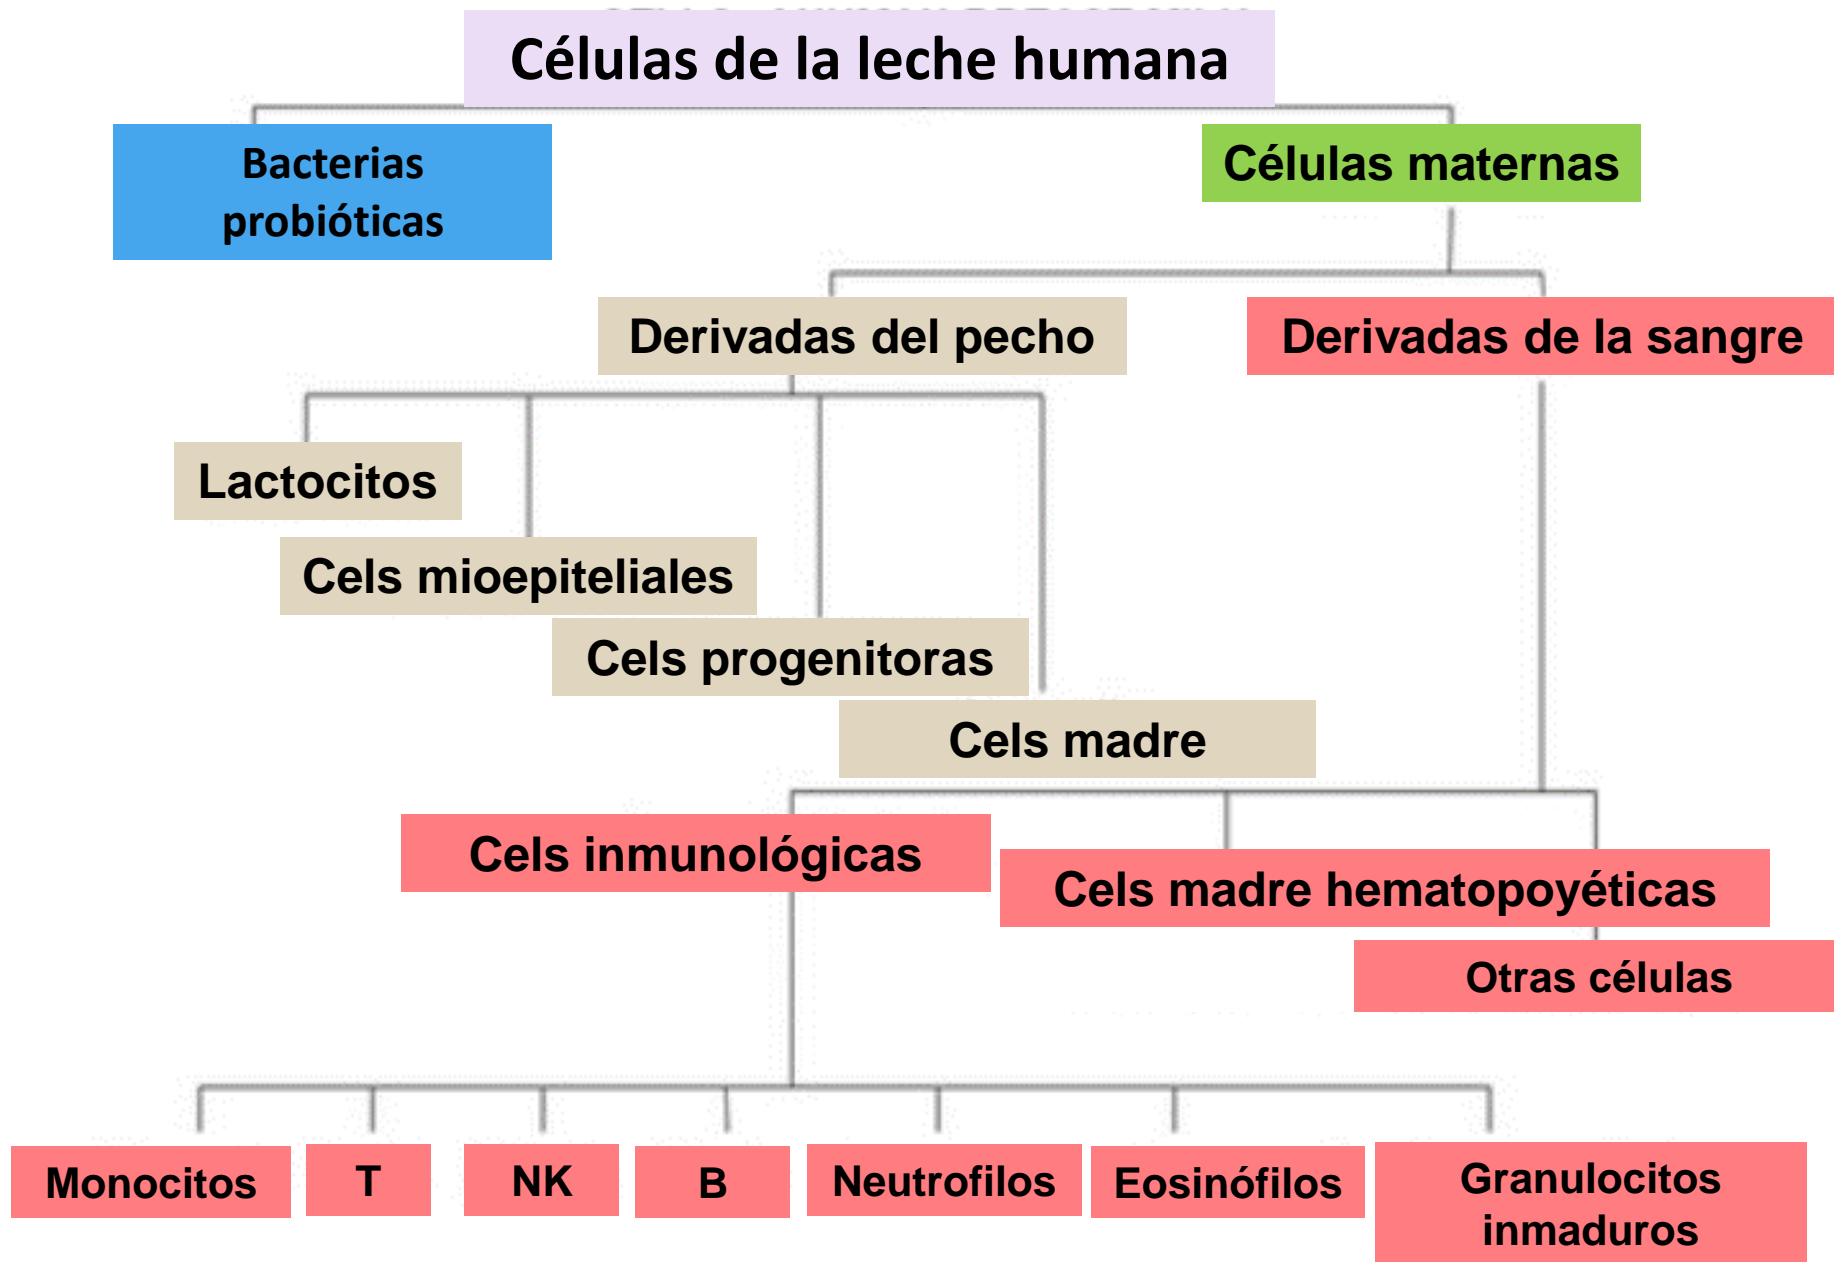 Células de la leche humana
Bacterias
probióticas
Células maternas
Derivadas del pecho
Derivadas de la sangre
Lactocitos
Cels mioepiteliales
Cels progenitoras
Cels madre
Cels inmunológicas
Cels madre hematopoyéticas
Otras células
Monocitos
T
NK
B
Neutrofilos
Eosinófilos
Granulocitos
inmaduros